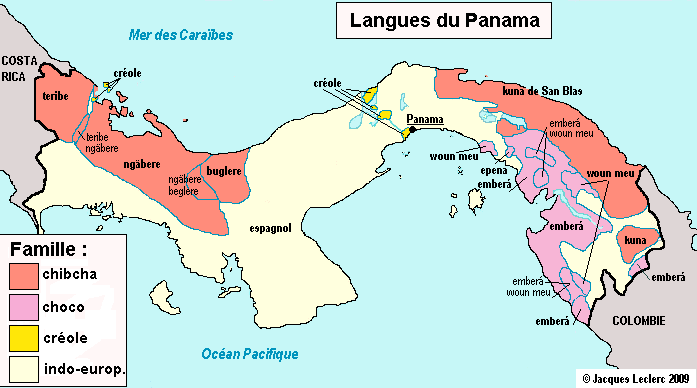 Langues du Panama
Mer des Caraïbes
COSTA
RICA
créole
teribe
teribe
ngäbere
ngäbere
ngäbere
beglere
buglere
créole
Panama
kuna de San Blas
emberá
woun meu
woun meu
epena
emberá
woun meu
espagnol
emberá
kuna
emberá
emberá
woun meu
emberá
COLOMBIE
Famille :
chibcha
choco
créole
indo-europ.
Océan Pacifique
© Jacques Leclerc 2009